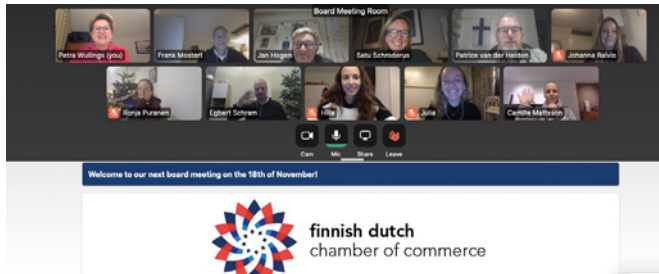 Board Meeting Room
Petra Wullings (you)
Frank Mostert
Jan Hogen
Satu Schroderus
Patrice van der Heiden
Johanna Ralvio
Ronja Puranen
Egbert Schram
Hilla
Julia
Camilla Mattsson
Cam
Mic
Share
Leave
Welcome to our next board meeting on the 18th of November!
finnish dutch
chamber of commerce